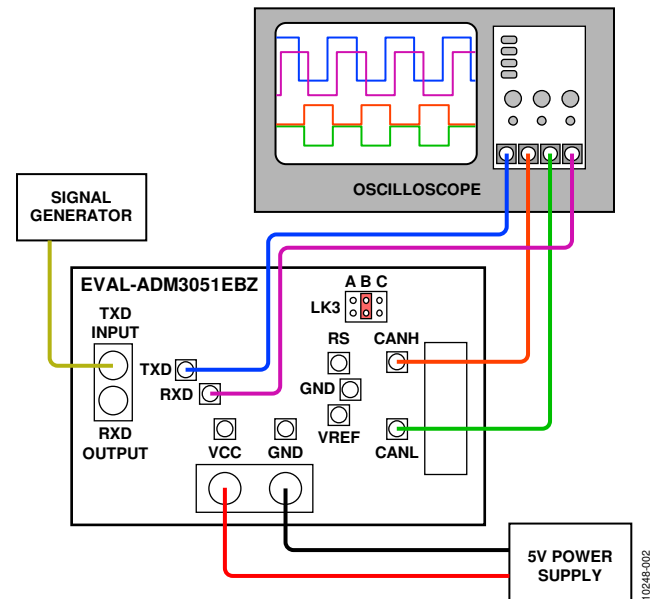 OSCILLOSCOPE
SIGNAL
GENERATOR
EVAL-ADM3051EBZ
A B C
LK3
TXD
INPUT
RS
CANH
TXD
RXD
GND
RXD
OUTPUT
VCC
GND
VREF
CANL
5V POWER
SUPPLY
10248-002